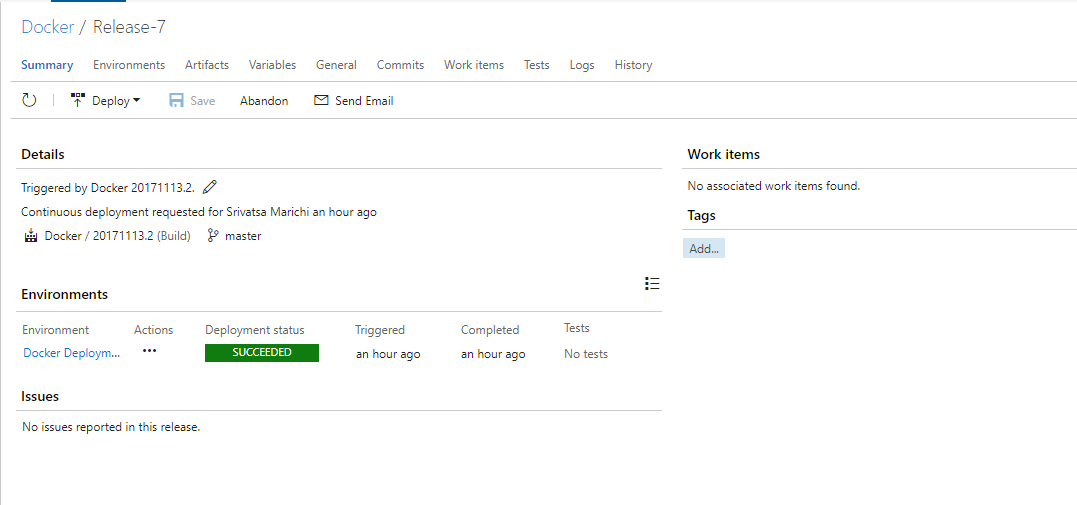 Docker / Release-7
Summary Environments Artifacts Variables General Commits Work items Tests Logs History
Deploy Save Abandon Send Email
Details
Triggered by Docker 20171113.2.
Continuous deployment requested for Srivatsa Marichi an hour ago
Docker / 20171113.2 (Build) master
Work items
No associated work items found.
Tags
Add...
Environments
Environment Actions Deployment status Triggered Completed Tests
Docker Deploym... ••• SUCCEEDED an hour ago an hour ago No tests
Issues
No issues reported in this release.